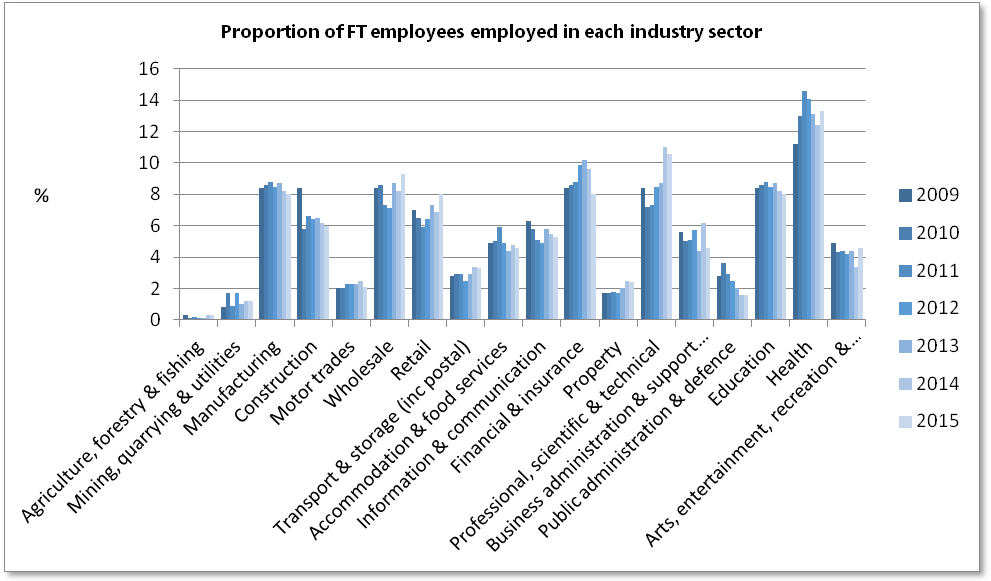 Proportion of FT employees employed in each industry sector
16
14
12
10
8
6
4
2
0
%
Agriculture, forestry & fishing
Mining, quarrying & utilities
Manufacturing
Construction
Motor trades
Wholesale
Retail
Transport & storage (inc postal)
Accommodation & food services
Information & communication
Financial & insurance
Property
Professional, scientific & technical
Business administration & support...
Public administration & defence
Education
Health
Arts, entertainment, recreation &...
2009
2010
2011
2012
2013
2014
2015